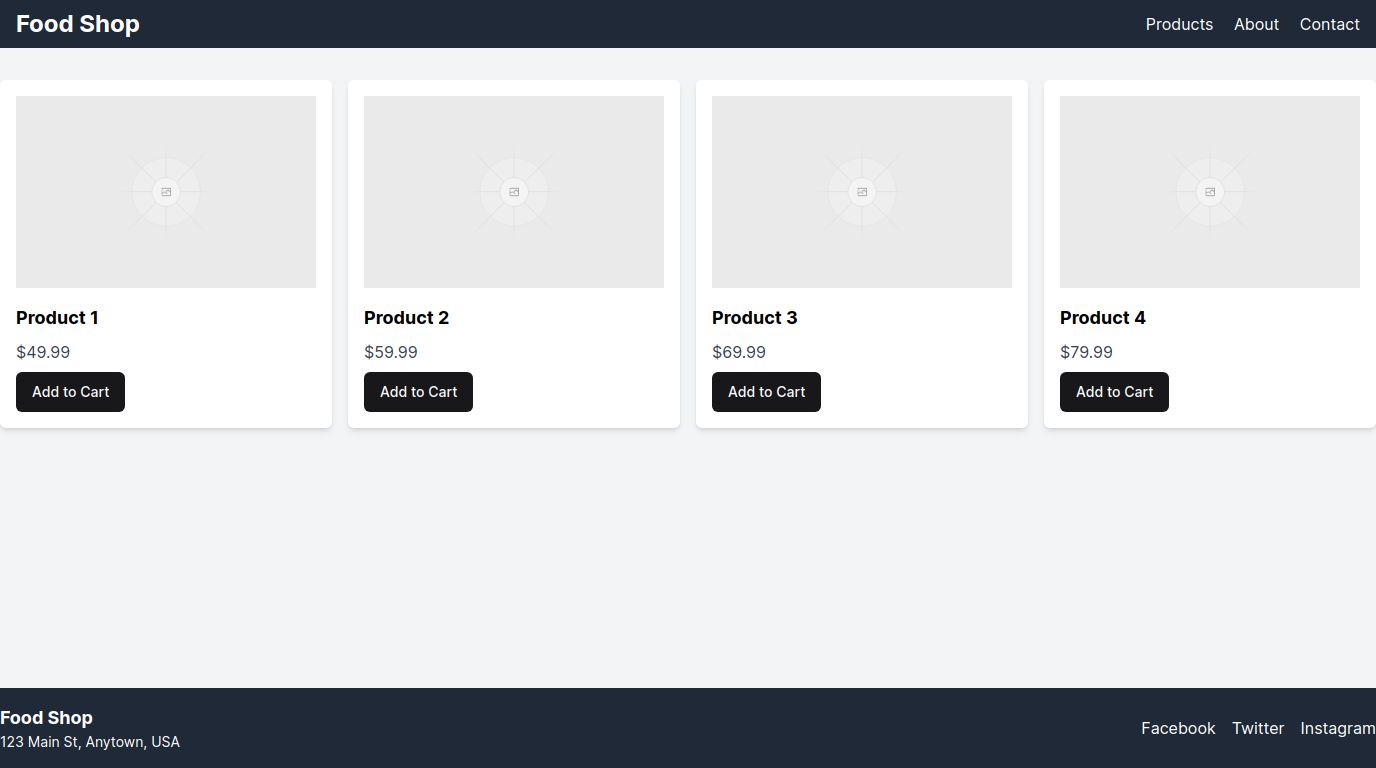 Food Shop
Products About Contact
Product 1
$49.99
Add to Cart
Product 2
$59.99
Add to Cart
Product 3
$69.99
Add to Cart
Product 4
$79.99
Add to Cart
Food Shop
123 Main St, Anytown, USA
Facebook Twitter Instagram